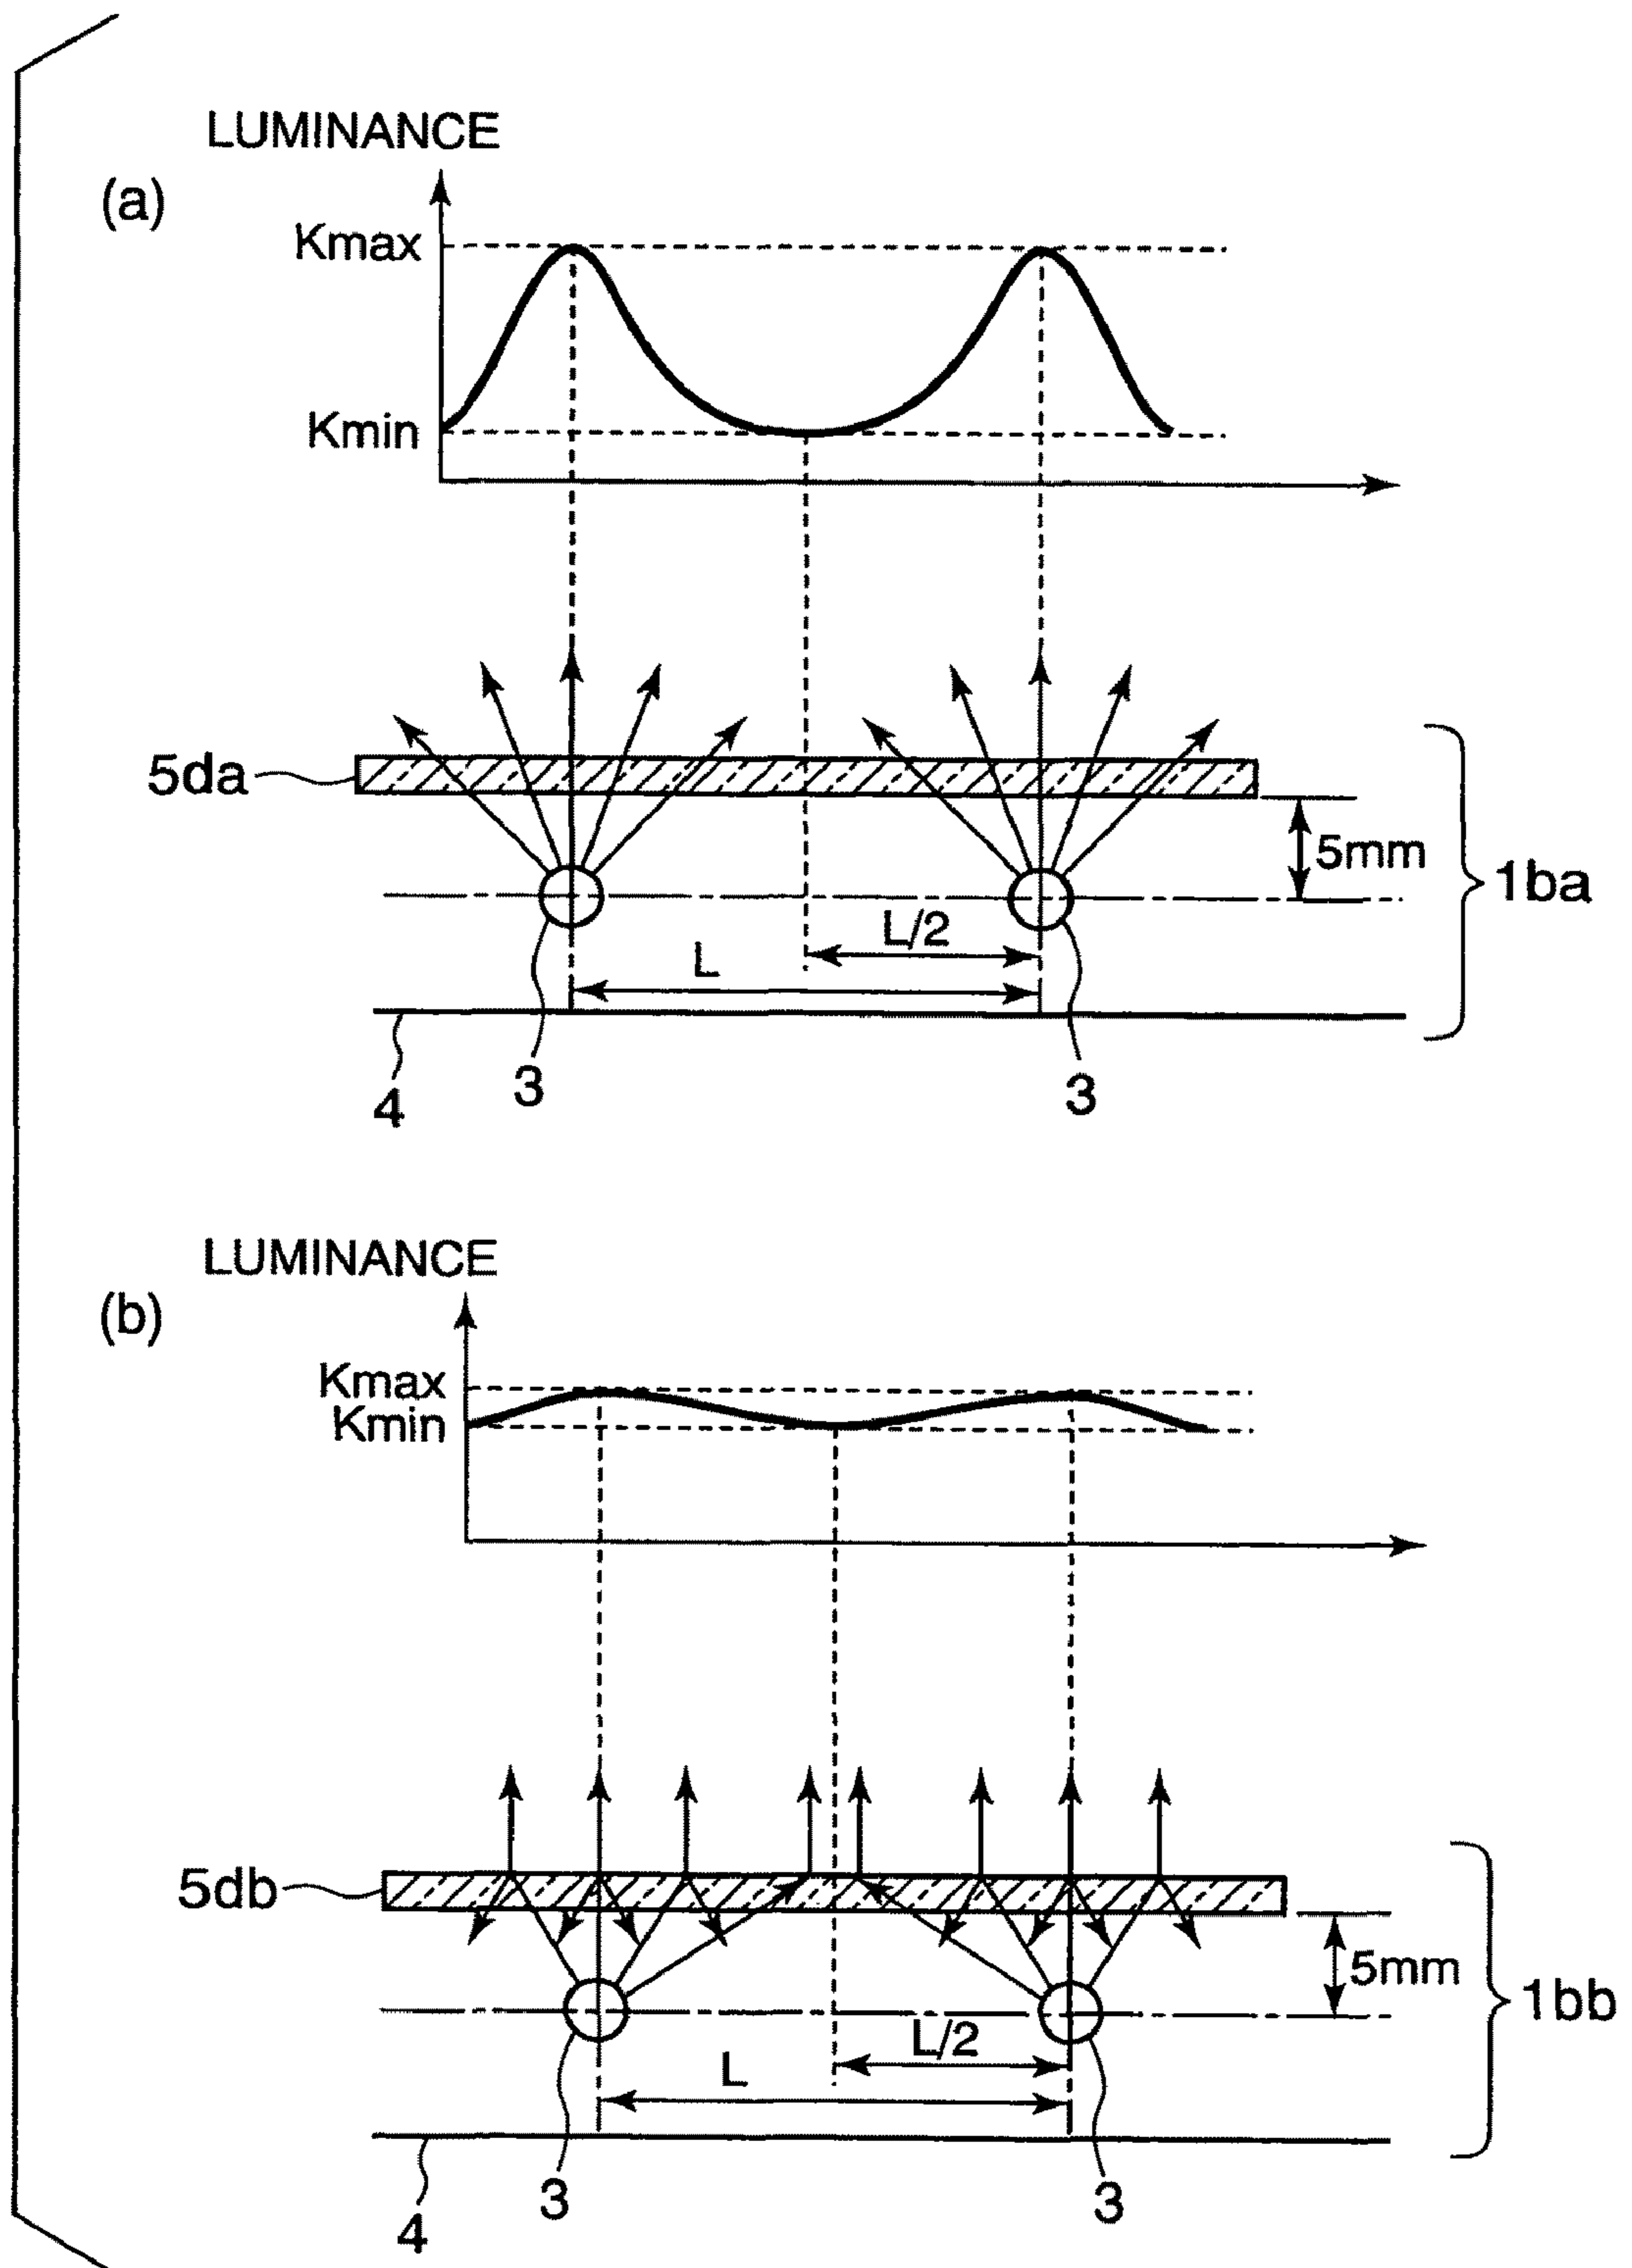 LUMINANCE
(a)
Kmax
Kmin
5da
5mm
1ba
L/2
L
3
3
4
LUMINANCE
(b)
Kmax
Kmin
5db
5mm
1bb
L/2
L
3
3
4